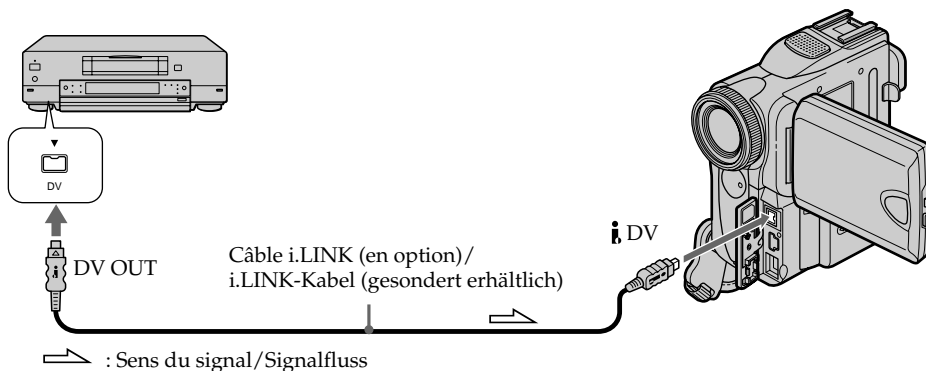 DV
DV OUT
Câble i.LINK (en option)/
i.LINK-Kabel (gesondert erhältlich)
i DV
: Sens du signal/Signalfluss